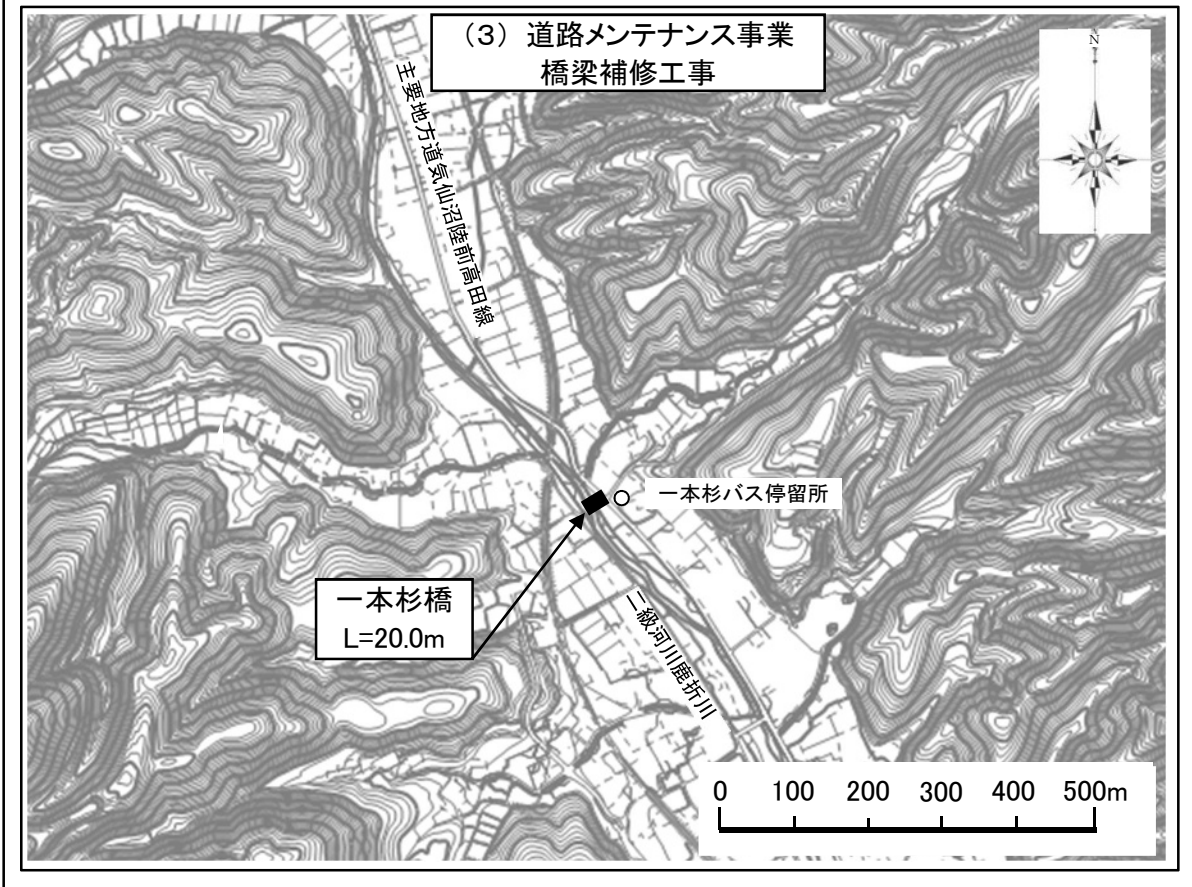 （3）道路メンテナンス事業
橋梁補修工事
N
主要地方道気仙沼陸前高田線
一本杉バス停留所
一本杉橋
L=20.0m
二級河川鹿折川
0 100 200 300 400 500m